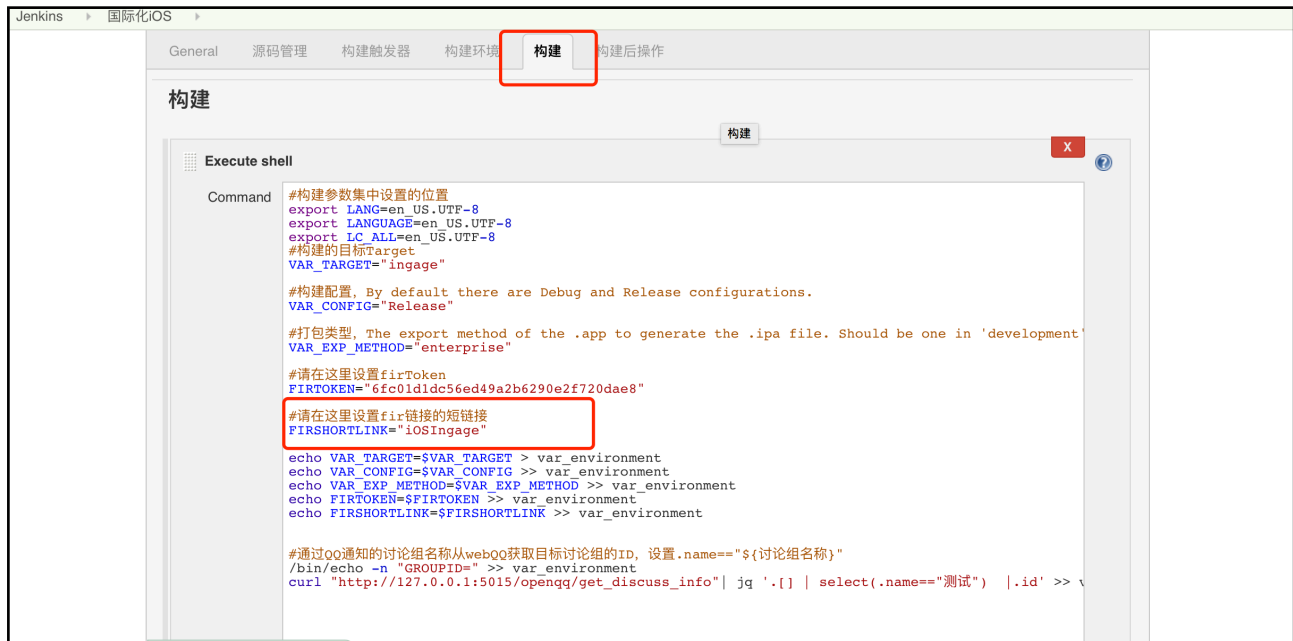 Jenkins 国际化iOS
General 源码管理 构建触发器 构建环境 构建 构建后操作
构建
构建
X
Execute shell
Command
#构建参数集中设置的位置
export LANG=en_US.UTF-8
export LANGUAGE=en_US.UTF-8
export LC_ALL=en_US.UTF-8
#构建的目标Target
VAR_TARGET="ingage"
#构建配置, By default there are Debug and Release configurations.
VAR_CONFIG="Release"
#打包类型, The export method of the .app to generate the .ipa file. Should be one in 'development'
VAR_EXP_METHOD="enterprise"
#请在这里设置firToken
FIRTOKEN="6fc01d1dc56ed49a2b6290e2f720dae8"
#请在这里设置fir链接的短链接
FIRSHORTLINK="iOSIngage"
echo VAR_TARGET=$VAR_TARGET > var_environment
echo VAR_CONFIG=$VAR_CONFIG >> var_environment
echo VAR_EXP_METHOD=$VAR_EXP_METHOD >> var_environment
echo FIRTOKEN=$FIRTOKEN >> var_environment
echo FIRSHORTLINK=$FIRSHORTLINK >> var_environment
#通过QQ通知的讨论组名称从webQQ获取目标讨论组的ID, 设置.name=="${讨论组名称}"
/bin/echo -n "GROUPID=" >> var_environment
curl "http://127.0.0.1:5015/openqq/get_discuss_info"| jq '.[] | select(.name=="测试") |.id' >> v